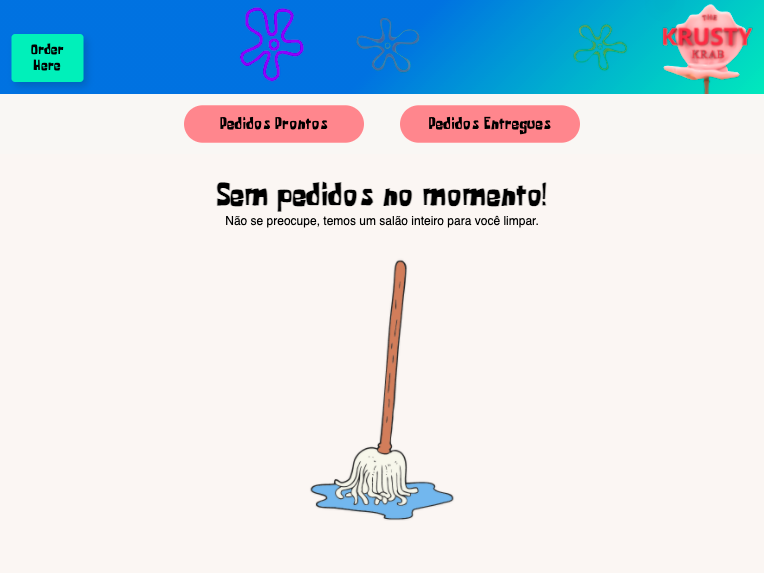 Order
Here
THE
KRUSTY
KRAB
Pedidos Prontos
Pedidos Entregues
Sem pedidos no momento!
Não se preocupe, temos um salão inteiro para você limpar.